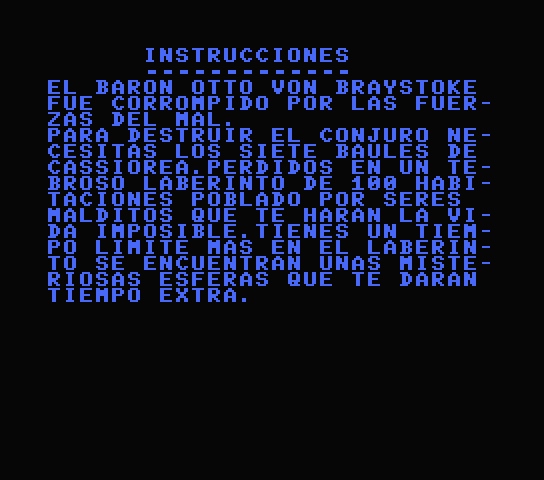 INSTRUCCIONES
-------------
EL BARON OTTO VON BRAYSTOKE
FUE CORROMPIDO POR LAS FUER-
ZAS DEL MAL.
PARA DESTRUIR EL CONJURO NE-
CESITAS LOS SIETE BAULES DE
CASSIOREA.PERDIDOS EN UN TE-
BROSO LABERINTO DE 100 HABI-
TACIONES POBLADO POR SERES
MALDITOS QUE TE HARAN LA VI-
DA IMPOSIBLE.TIENES UN TIEM-
PO LIMITE MAS EN EL LABERIN-
TO SE ENCUENTRAN UNAS MISTE-
RIOSAS ESFERAS QUE TE DARAN
TIEMPO EXTRA.